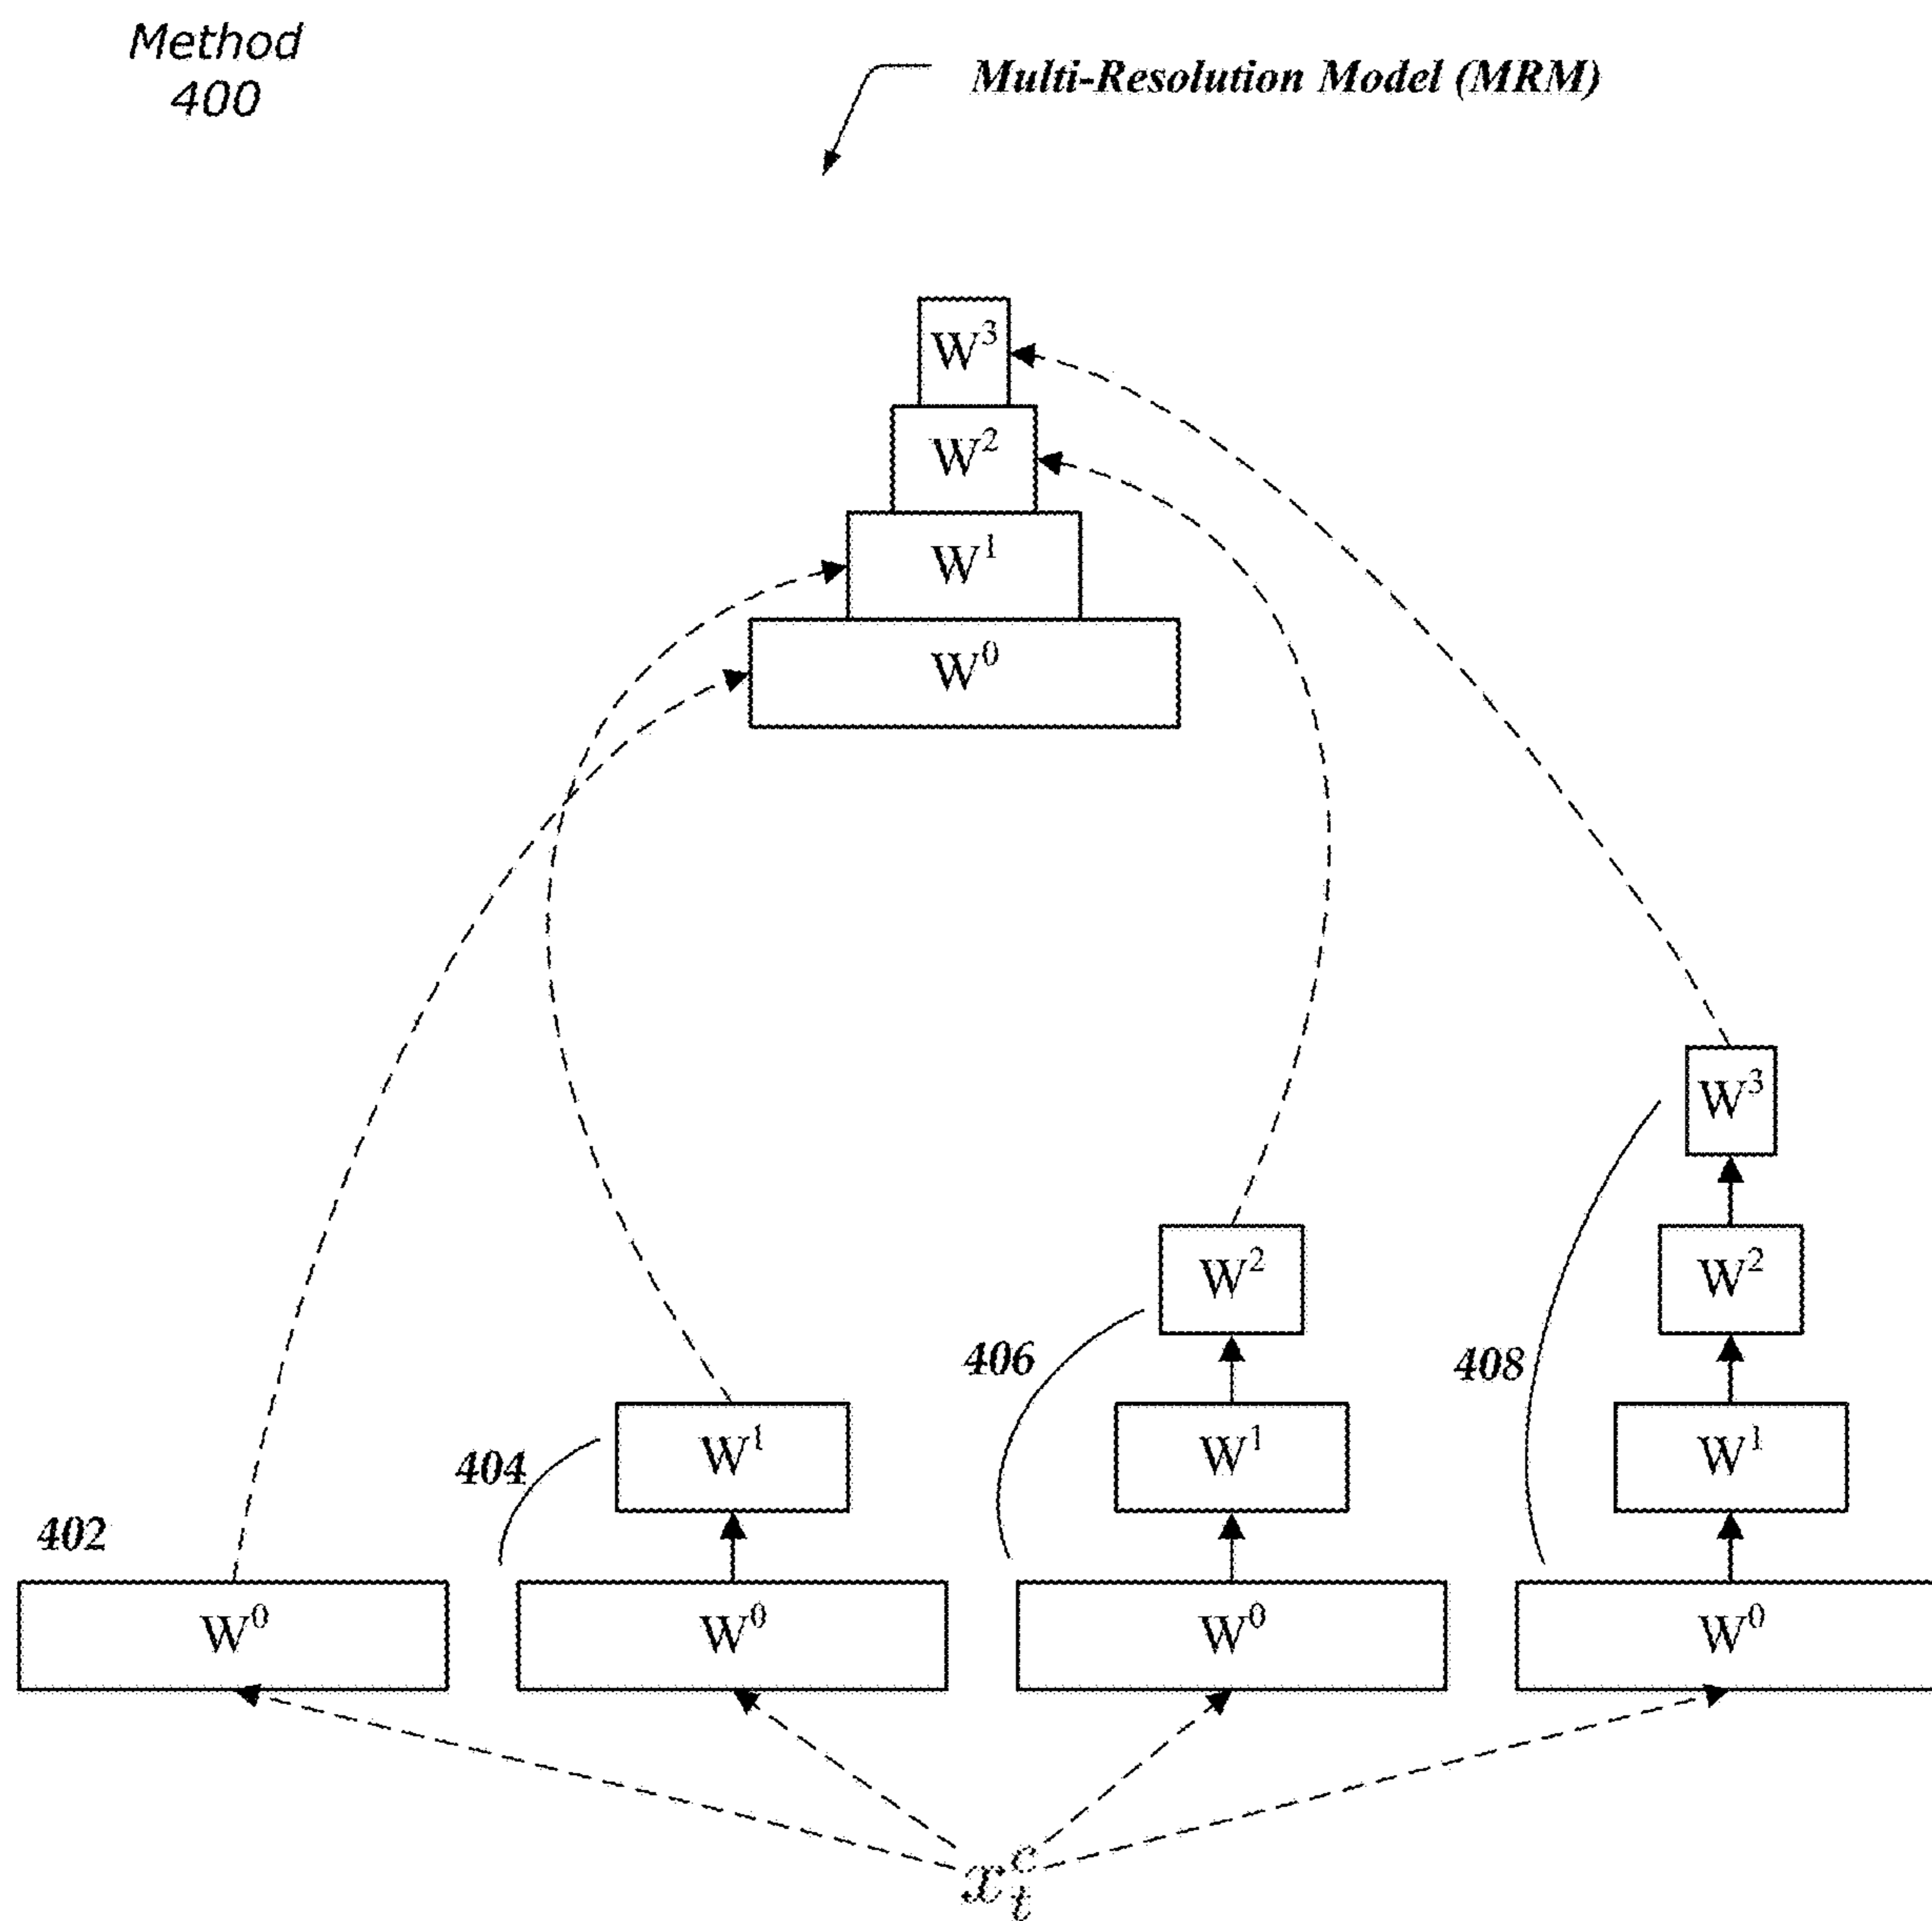 Method
400
Multi-Resolution Model (MRM)
W³
W²
W¹
W⁰
W³
W²
W²
406
408
W¹
W¹
W¹
404
402
W⁰
W⁰
W⁰
W⁰
xₜᶜ